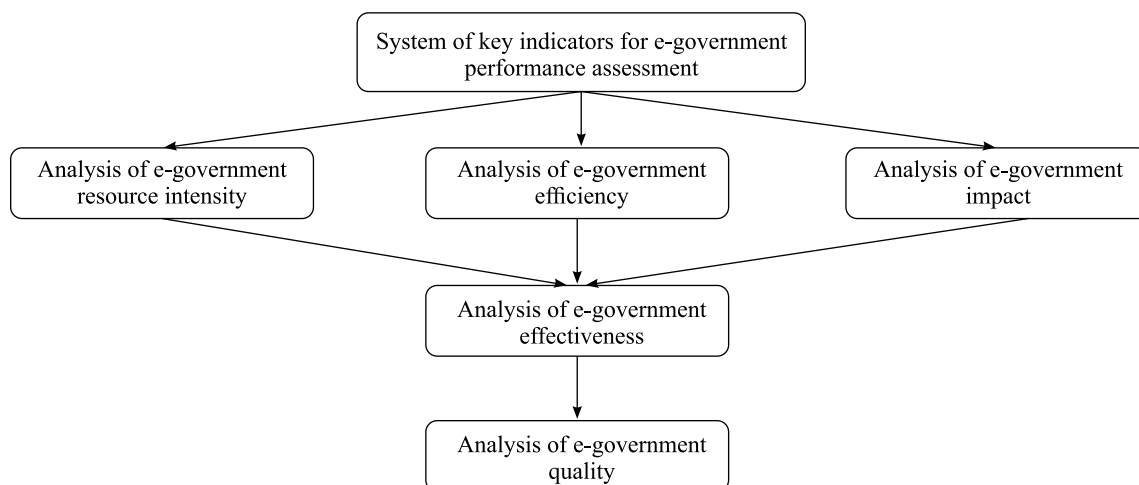 System of key indicators for e-government
performance assessment
Analysis of e-government
resource intensity
Analysis of e-government
efficiency
Analysis of e-government
impact
Analysis of e-government
effectiveness
Analysis of e-government
quality